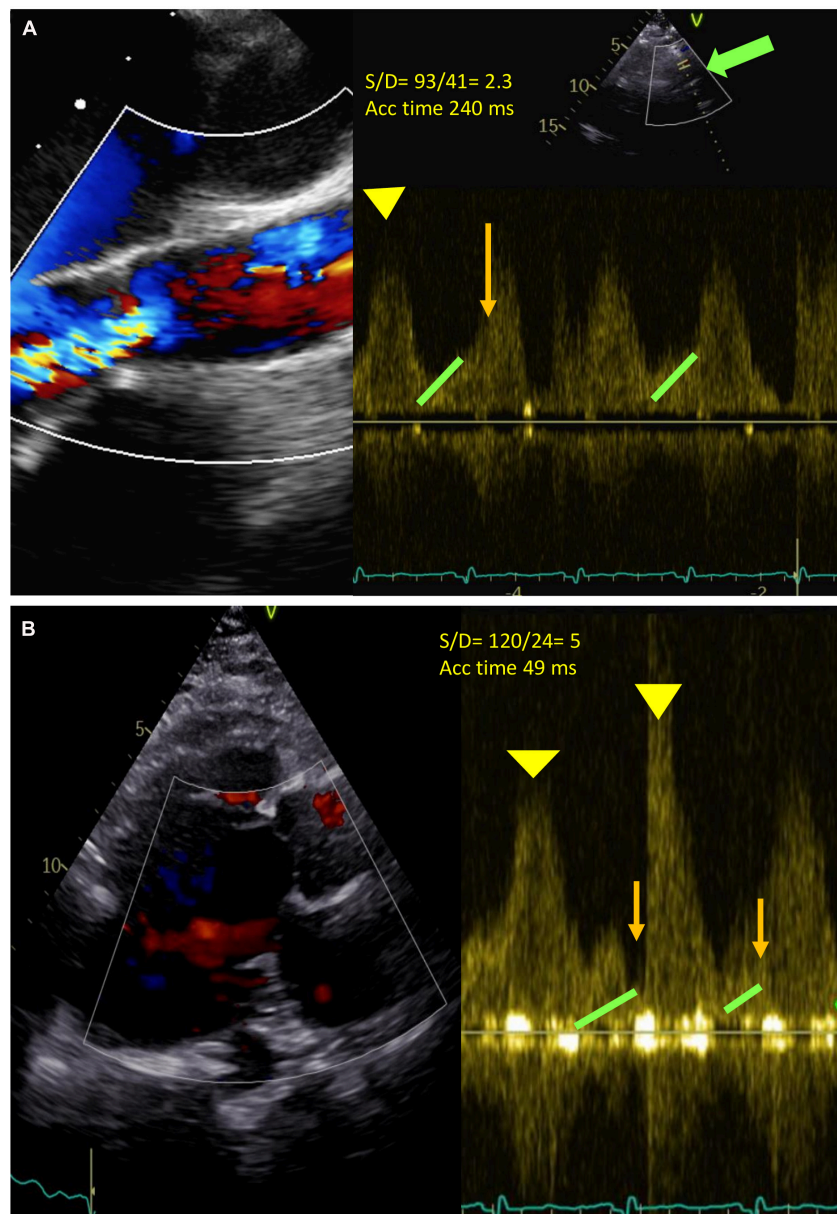 A
V
5
S/D= 93/41= 2.3
Acc time 240 ms
10
15
-4
-2
B
V
S/D= 120/24= 5
Acc time 49 ms
5
10